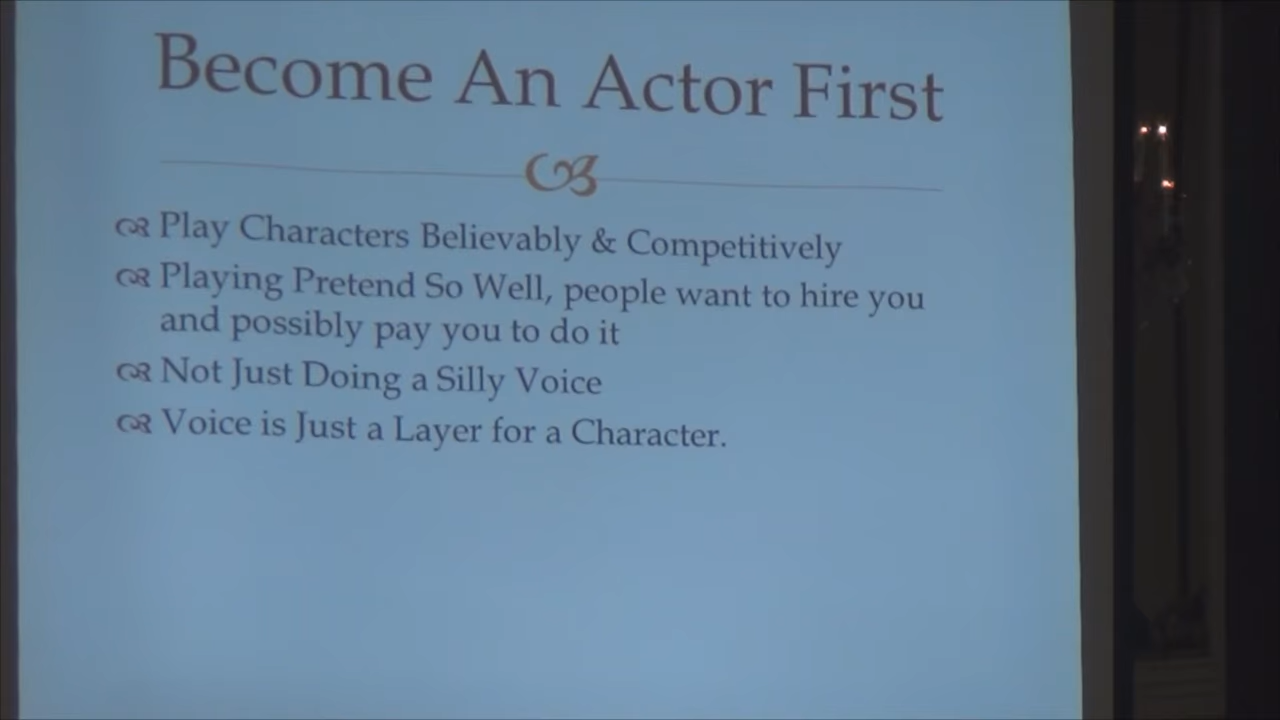 Become An Actor First
Play Characters Believably & Competitively
Playing Pretend So Well, people want to hire you
and possibly pay you to do it
Not Just Doing a Silly Voice
Voice is Just a Layer for a Character.